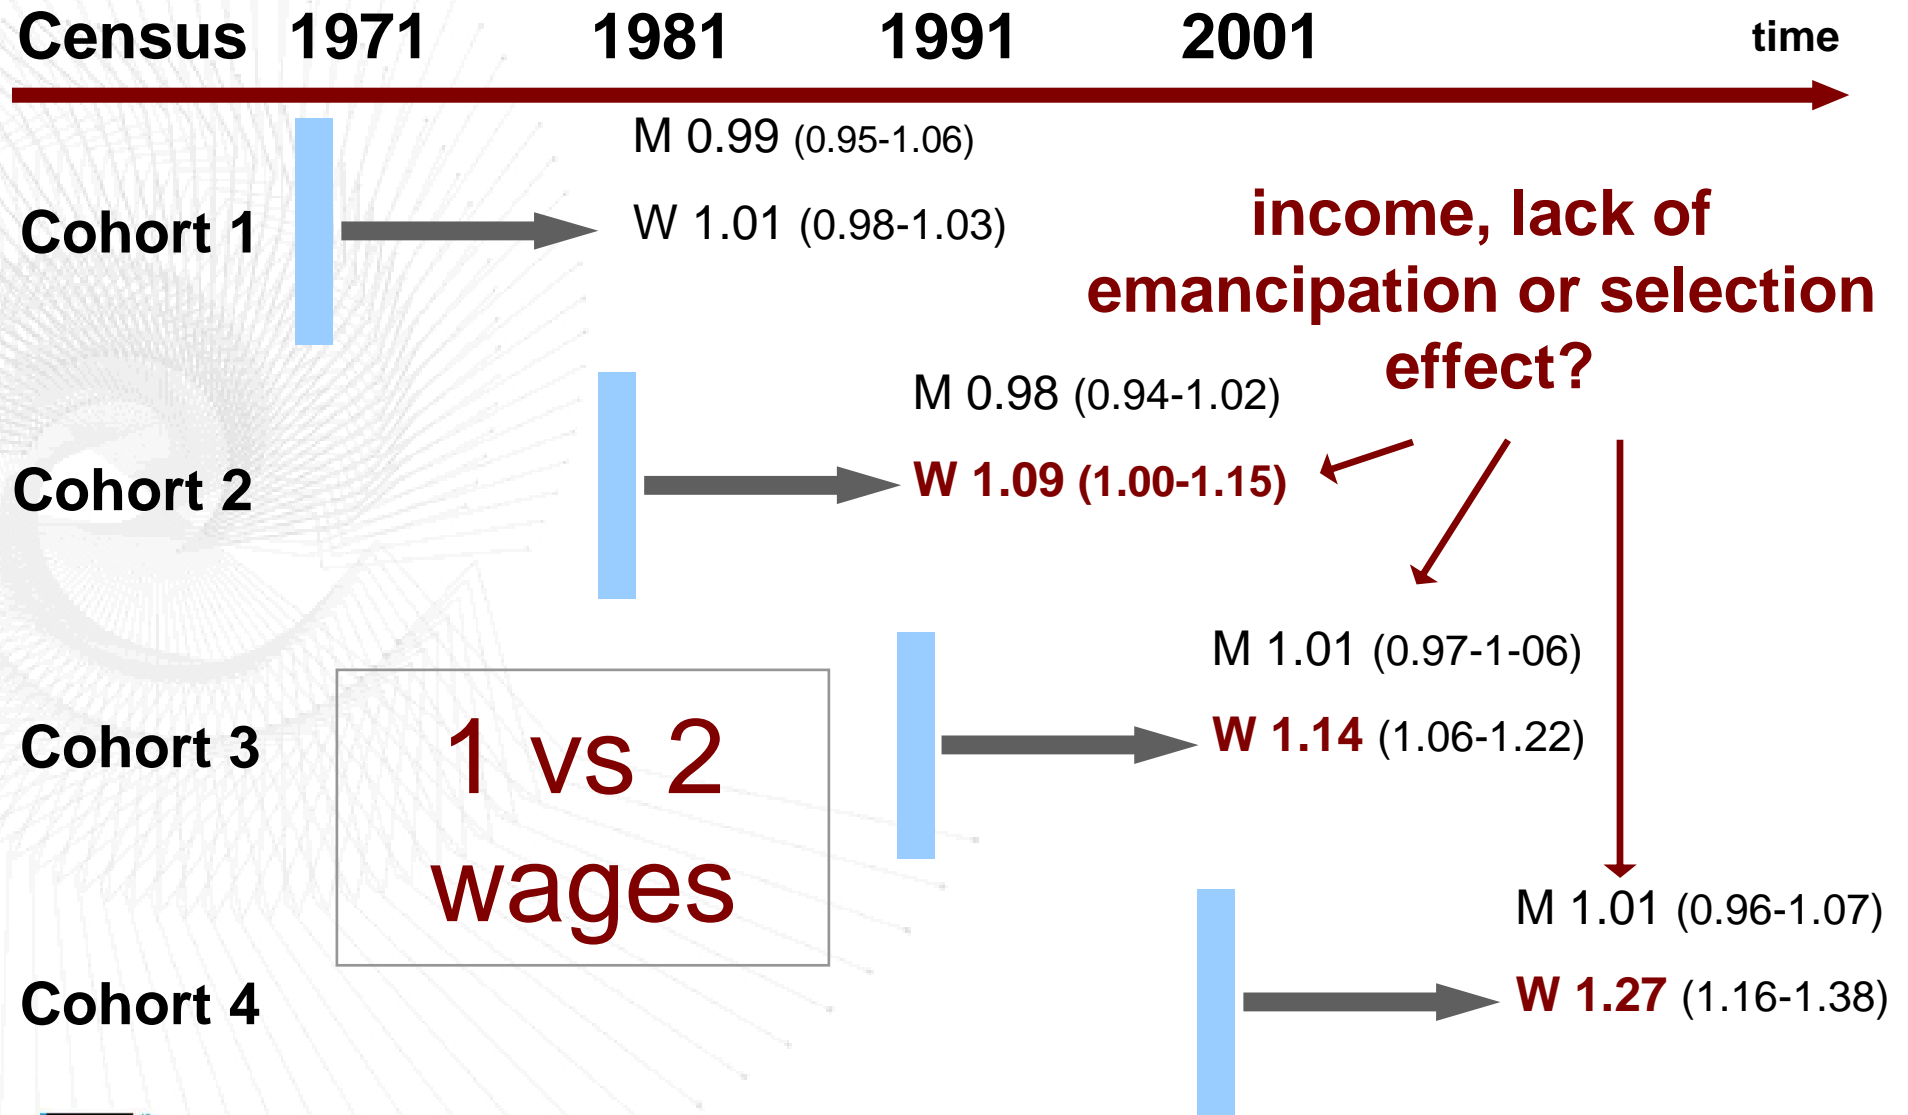 Census 1971 1981 1991 2001 time
M 0.99 (0.95-1.06)
Cohort 1
W 1.01 (0.98-1.03)
income, lack of
emancipation or selection
effect?
M 0.98 (0.94-1.02)
Cohort 2
W 1.09 (1.00-1.15)
M 1.01 (0.97-1-06)
Cohort 3
W 1.14 (1.06-1.22)
1 vs 2
wages
M 1.01 (0.96-1.07)
Cohort 4
W 1.27 (1.16-1.38)